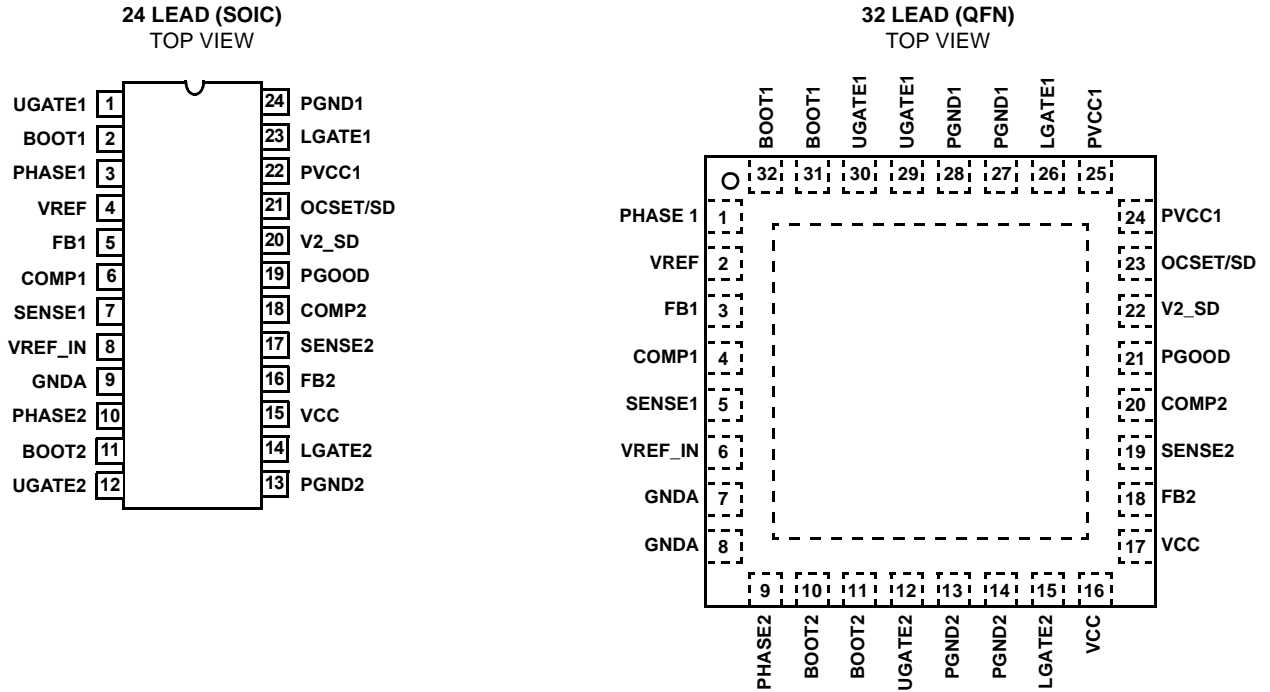 24 LEAD (SOIC)
TOP VIEW
UGATE1 1
BOOT1 2
PHASE1 3
VREF 4
FB1 5
COMP1 6
SENSE1 7
VREF_IN 8
GNDA 9
PHASE2 10
BOOT2 11
UGATE2 12
24 PGND1
23 LGATE1
22 PVCC1
21 OCSET/SD
20 V2_SD
19 PGOOD
18 COMP2
17 SENSE2
16 FB2
15 VCC
14 LGATE2
13 PGND2
32 LEAD (QFN)
TOP VIEW
BOOT1 BOOT1 UGATE1 UGATE1 PGND1 PGND1 LGATE1 PVCC1
32 31 30 29 28 27 26 25
PHASE 1 1
VREF 2
FB1 3
COMP1 4
SENSE1 5
VREF_IN 6
GNDA 7
GNDA 8
24 PVCC1
23 OCSET/SD
22 V2_SD
21 PGOOD
20 COMP2
19 SENSE2
18 FB2
17 VCC
9 10 11 12 13 14 15 16
PHASE2 BOOT2 BOOT2 UGATE2 PGND2 PGND2 LGATE2 VCC